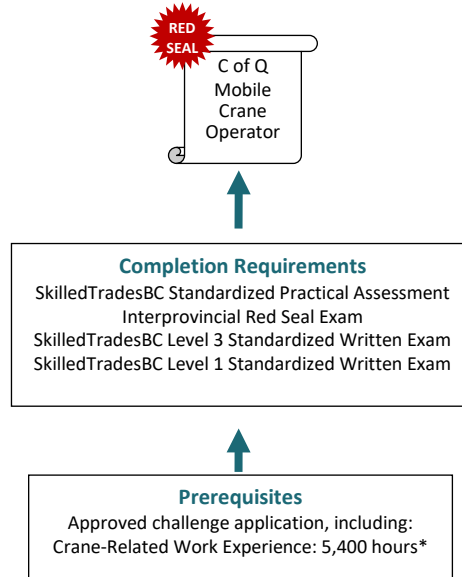 RED
SEAL
C of Q
Mobile
Crane
Operator
Completion Requirements
SkilledTradesBC Standardized Practical Assessment
Interprovincial Red Seal Exam
SkilledTradesBC Level 3 Standardized Written Exam
SkilledTradesBC Level 1 Standardized Written Exam
Prerequisites
Approved challenge application, including:
Crane-Related Work Experience: 5,400 hours*